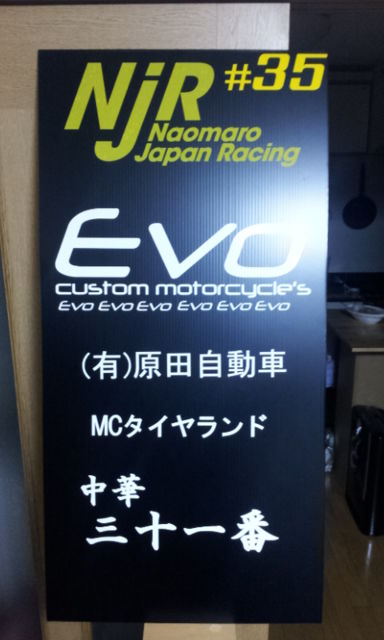 NJR #35
Naomaro
Japan Racing
Evo
custom motorcycle's
Evo Evo Evo Evo Evo Evo
(有)原田自動車
MCタイヤランド
中華
三十一番